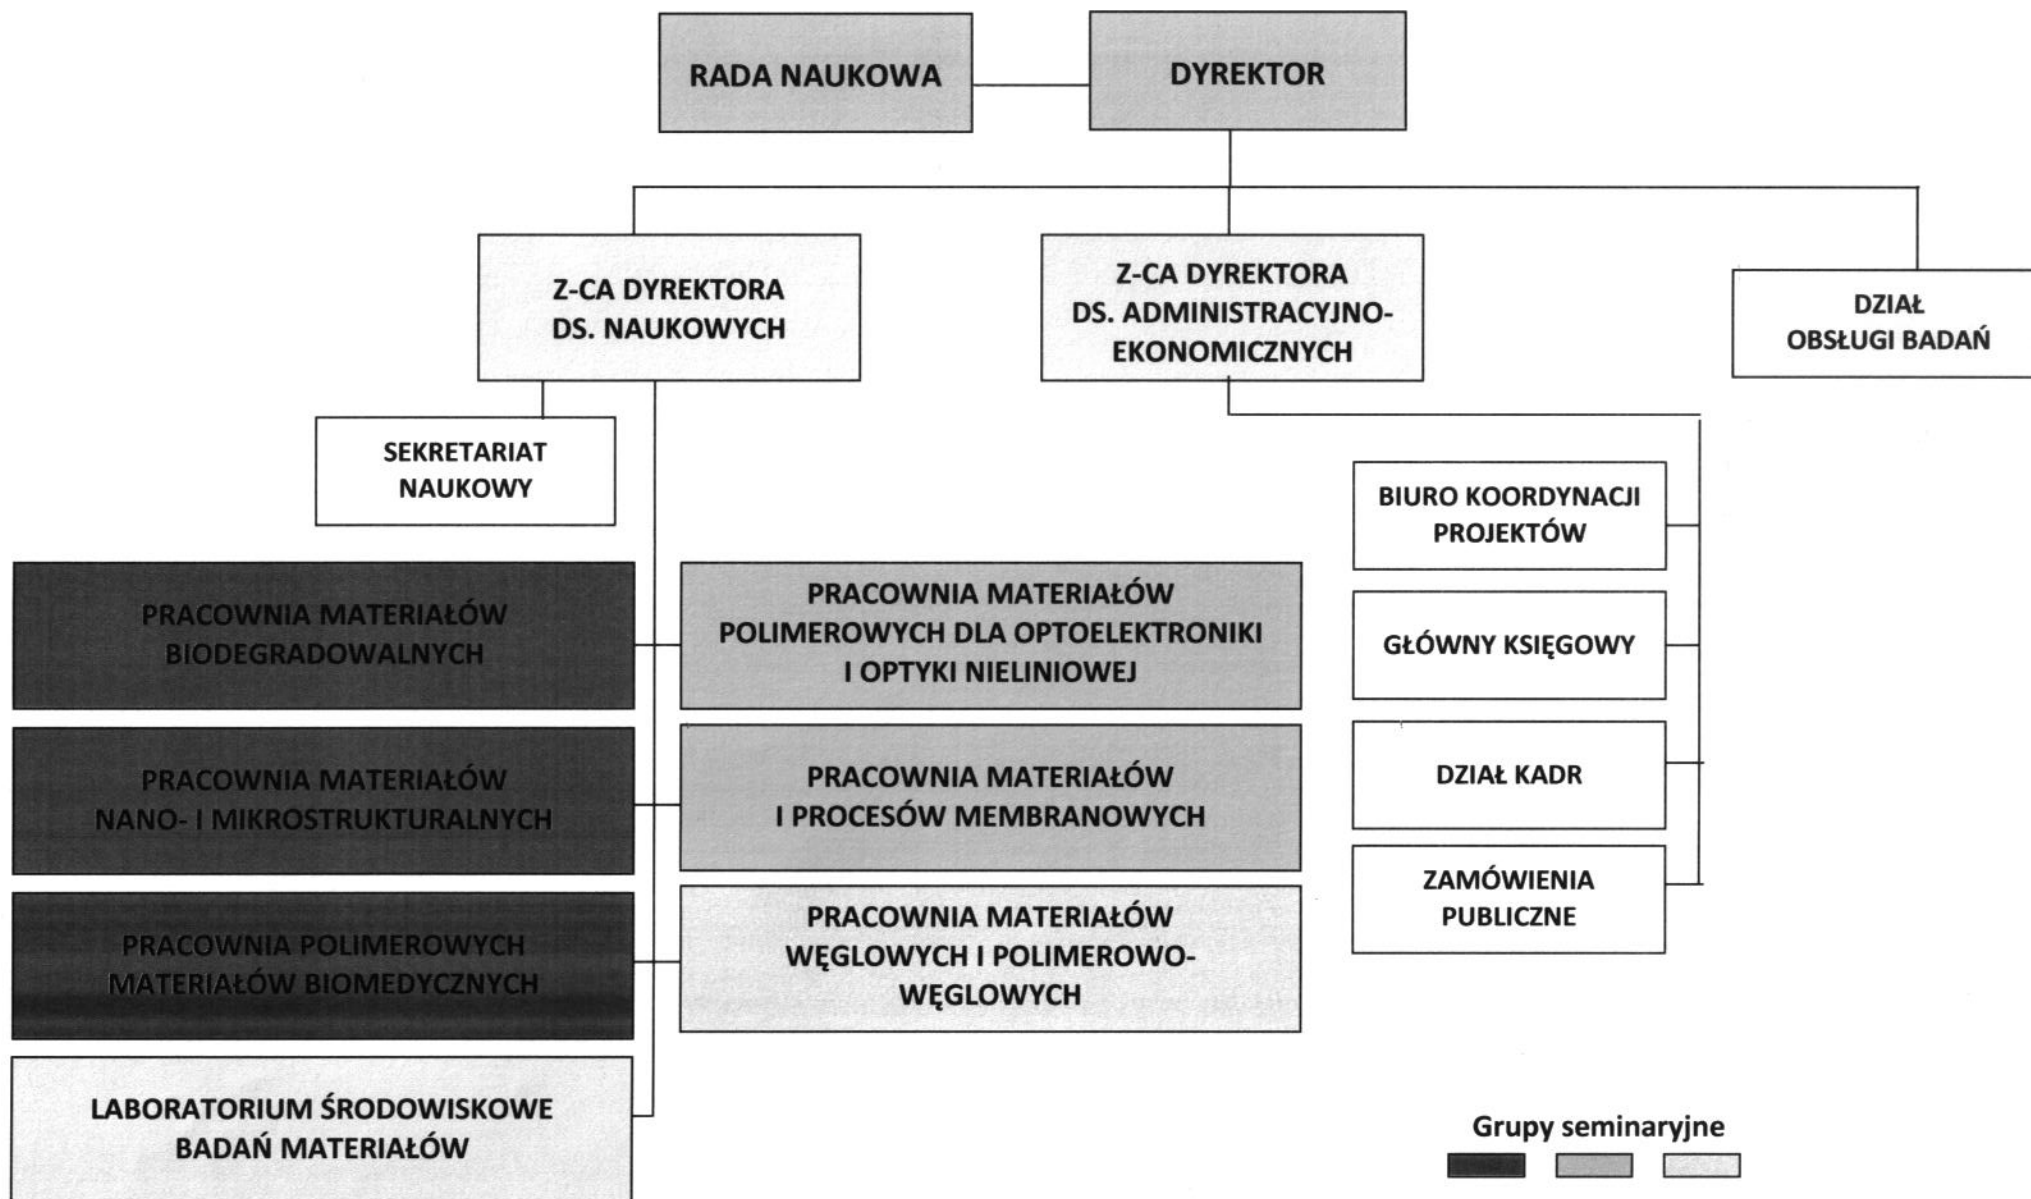 RADA NAUKOWA
DYREKTOR
Z-CA DYREKTORA
DS. NAUKOWYCH
Z-CA DYREKTORA
DS. ADMINISTRACYJNO-
EKONOMICZNYCH
DZIAŁ
OBSŁUGI BADAŃ
SEKRETARIAT
NAUKOWY
BIURO KOORDYNACJI
PROJEKTÓW
GŁÓWNY KSIĘGOWY
DZIAŁ KADR
ZAMÓWIENIA
PUBLICZNE
PRACOWNIA MATERIAŁÓW
BIODEGRADOWALNYCH
PRACOWNIA MATERIAŁÓW
POLIMEROWYCH DLA OPTOELEKTRONIKI
I OPTYKI NIELINIOWEJ
PRACOWNIA MATERIAŁÓW
NANO- I MIKROSTRUKTURALNYCH
PRACOWNIA MATERIAŁÓW
I PROCESÓW MEMBRANOWYCH
PRACOWNIA POLIMEROWYCH
MATERIAŁÓW BIOMEDYCZNYCH
PRACOWNIA MATERIAŁÓW
WĘGLOWYCH I POLIMEROWO-
WĘGLOWYCH
LABORATORIUM ŚRODOWISKOWE
BADAŃ MATERIAŁÓW
Grupy seminaryjne